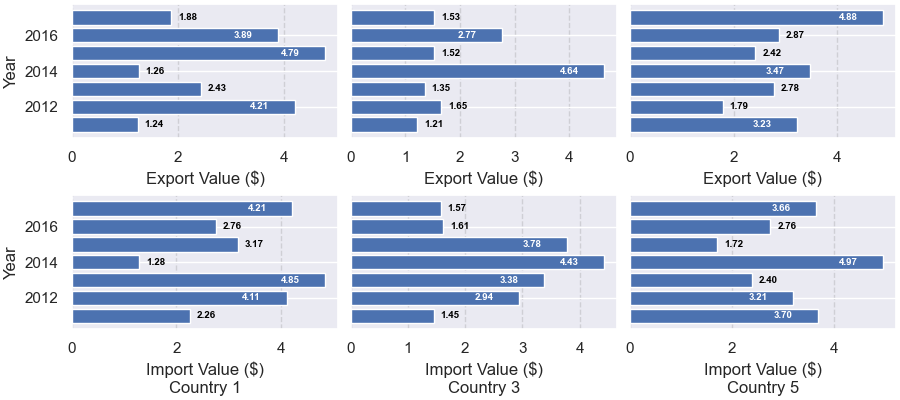 1.88
1.53
4.88
2016
3.89
2.77
2.87
4.79
1.52
2.42
2014
1.26
4.64
3.47
2.43
1.35
2.78
2012
4.21
1.65
1.79
1.24
1.21
3.23
Year
0 2 4
0 1 2 3 4
0 2 4
Export Value ($)
Export Value ($)
Export Value ($)
4.21
1.57
3.66
2016
2.76
1.61
2.76
3.17
3.78
1.72
2014
1.28
4.43
4.97
4.85
3.38
2.40
2012
4.11
2.94
3.21
2.26
1.45
3.70
Year
0 2 4
0 1 2 3 4
0 2 4
Import Value ($)
Country 1
Import Value ($)
Country 3
Import Value ($)
Country 5